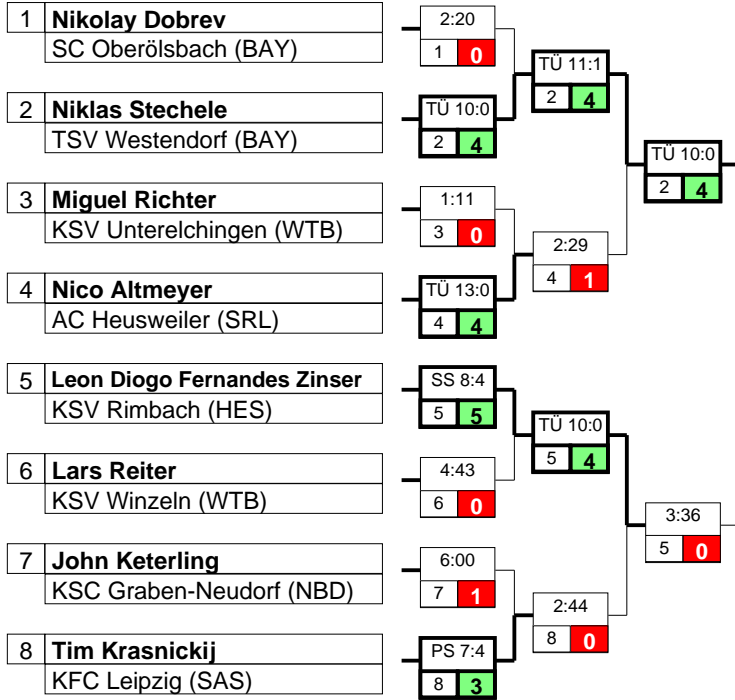 1 Nikolay Dobrev
SC Oberölsbach (BAY)
2 Niklas Stechele
TSV Westendorf (BAY)
3 Miguel Richter
KSV Unterelchingen (WTB)
4 Nico Altmeyer
AC Heusweiler (SRL)
5 Leon Diogo Fernandes Zinser
KSV Rimbach (HES)
6 Lars Reiter
KSV Winzeln (WTB)
7 John Keterling
KSC Graben-Neudorf (NBD)
8 Tim Krasnickij
KFC Leipzig (SAS)
2:20
1 0
TÜ 10:0
2 4
1:11
3 0
TÜ 13:0
4 4
SS 8:4
5 5
4:43
6 0
6:00
7 1
PS 7:4
8 3
TÜ 11:1
2 4
2:29
4 1
TÜ 10:0
5 4
2:44
8 0
TÜ 10:0
2 4
3:36
5 0